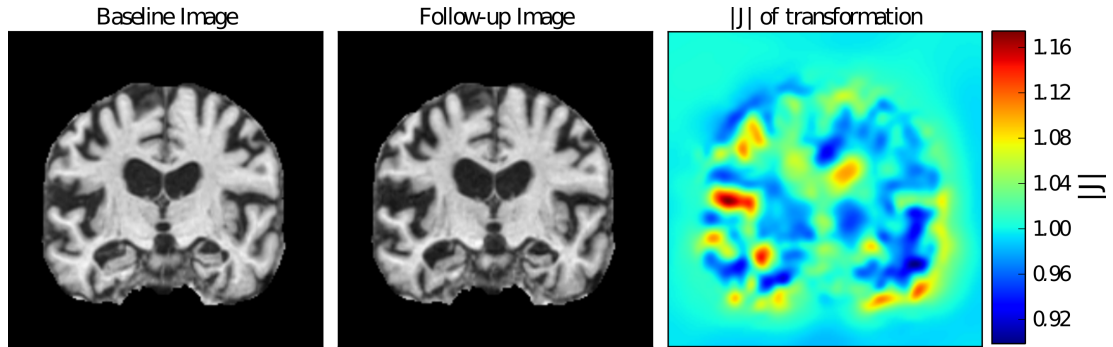 Baseline Image
Follow-up Image
|J| of transformation
1.16
1.12
1.08
1.04
1.00
0.96
0.92
|J|